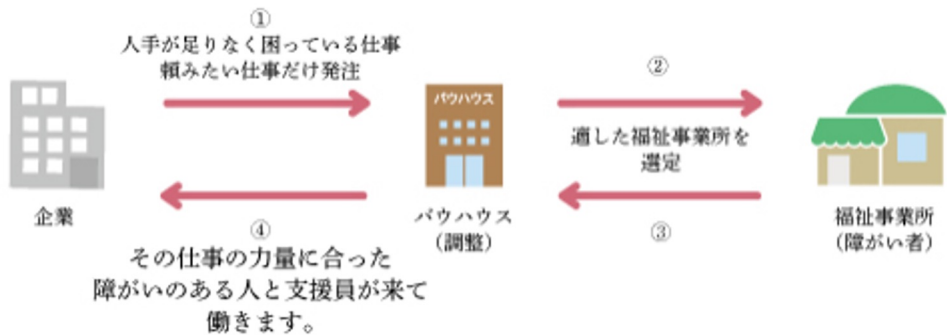 ①
人手が足りなく困っている仕事
頼みたい仕事だけ発注
②
バウハウス
適した福祉事業所を
選定
企業
バウハウス
（調整）
福祉事業所
（障がい者）
④
③
その仕事の力量に合った
障がいのある人と支援員が来て
働きます。